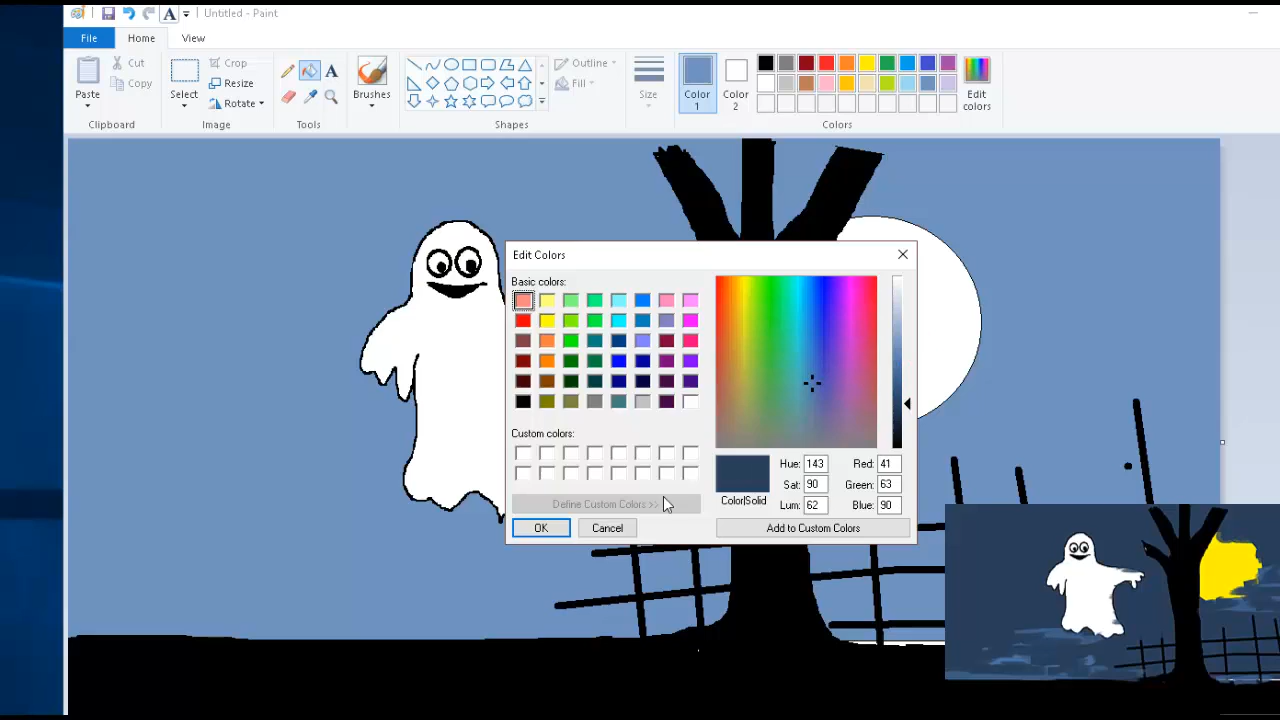 A Untitled - Paint
File Home View
Paste Cut Copy Select Crop Resize Rotate A Brushes Outline Fill Size Color 1 Color 2 Edit colors
Clipboard Image Tools Shapes Colors
Edit Colors
Basic colors:
Custom colors:
Define Custom Colors >>
OK Cancel
Color|Solid
Hue: 143 Red: 41
Sat: 90 Green: 63
Lum: 62 Blue: 90
Add to Custom Colors